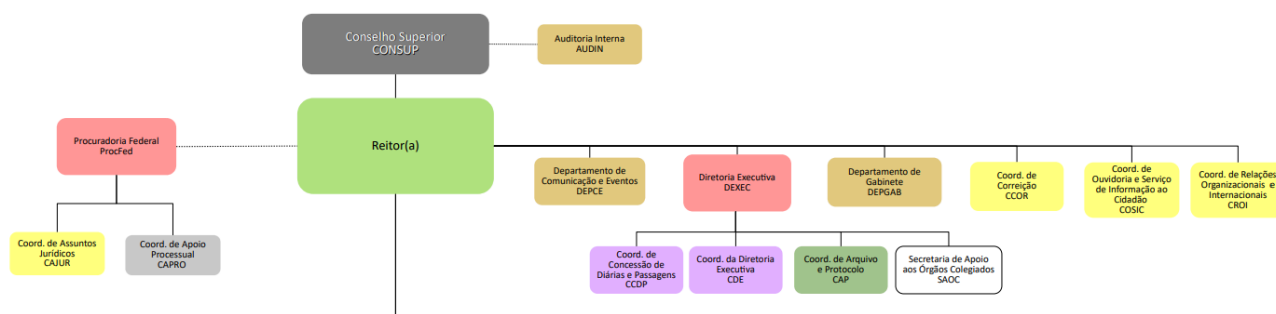 Conselho Superior
CONSUP
Auditoria Interna
AUDIN
Procuradoria Federal
ProcFed
Reitor(a)
Departamento de
Comunicação e Eventos
DEPCE
Diretoria Executiva
DEXEC
Departamento de
Gabinete
DEPGAB
Coord. de
Correição
CCOR
Coord. de
Ouvidoria e Serviço
de Informação ao
Cidadão
COSIC
Coord. de Relações
Organizacionais e
Internacionais
CROI
Coord. de Assuntos
Jurídicos
CAJUR
Coord. de Apoio
Processual
CAPRO
Coord. de
Concessão de
Diárias e Passagens
CCDP
Coord. da Diretoria
Executiva
CDE
Coord. de Arquivo
e Protocolo
CAP
Secretaria de Apoio
aos Órgãos Colegiados
SAOC